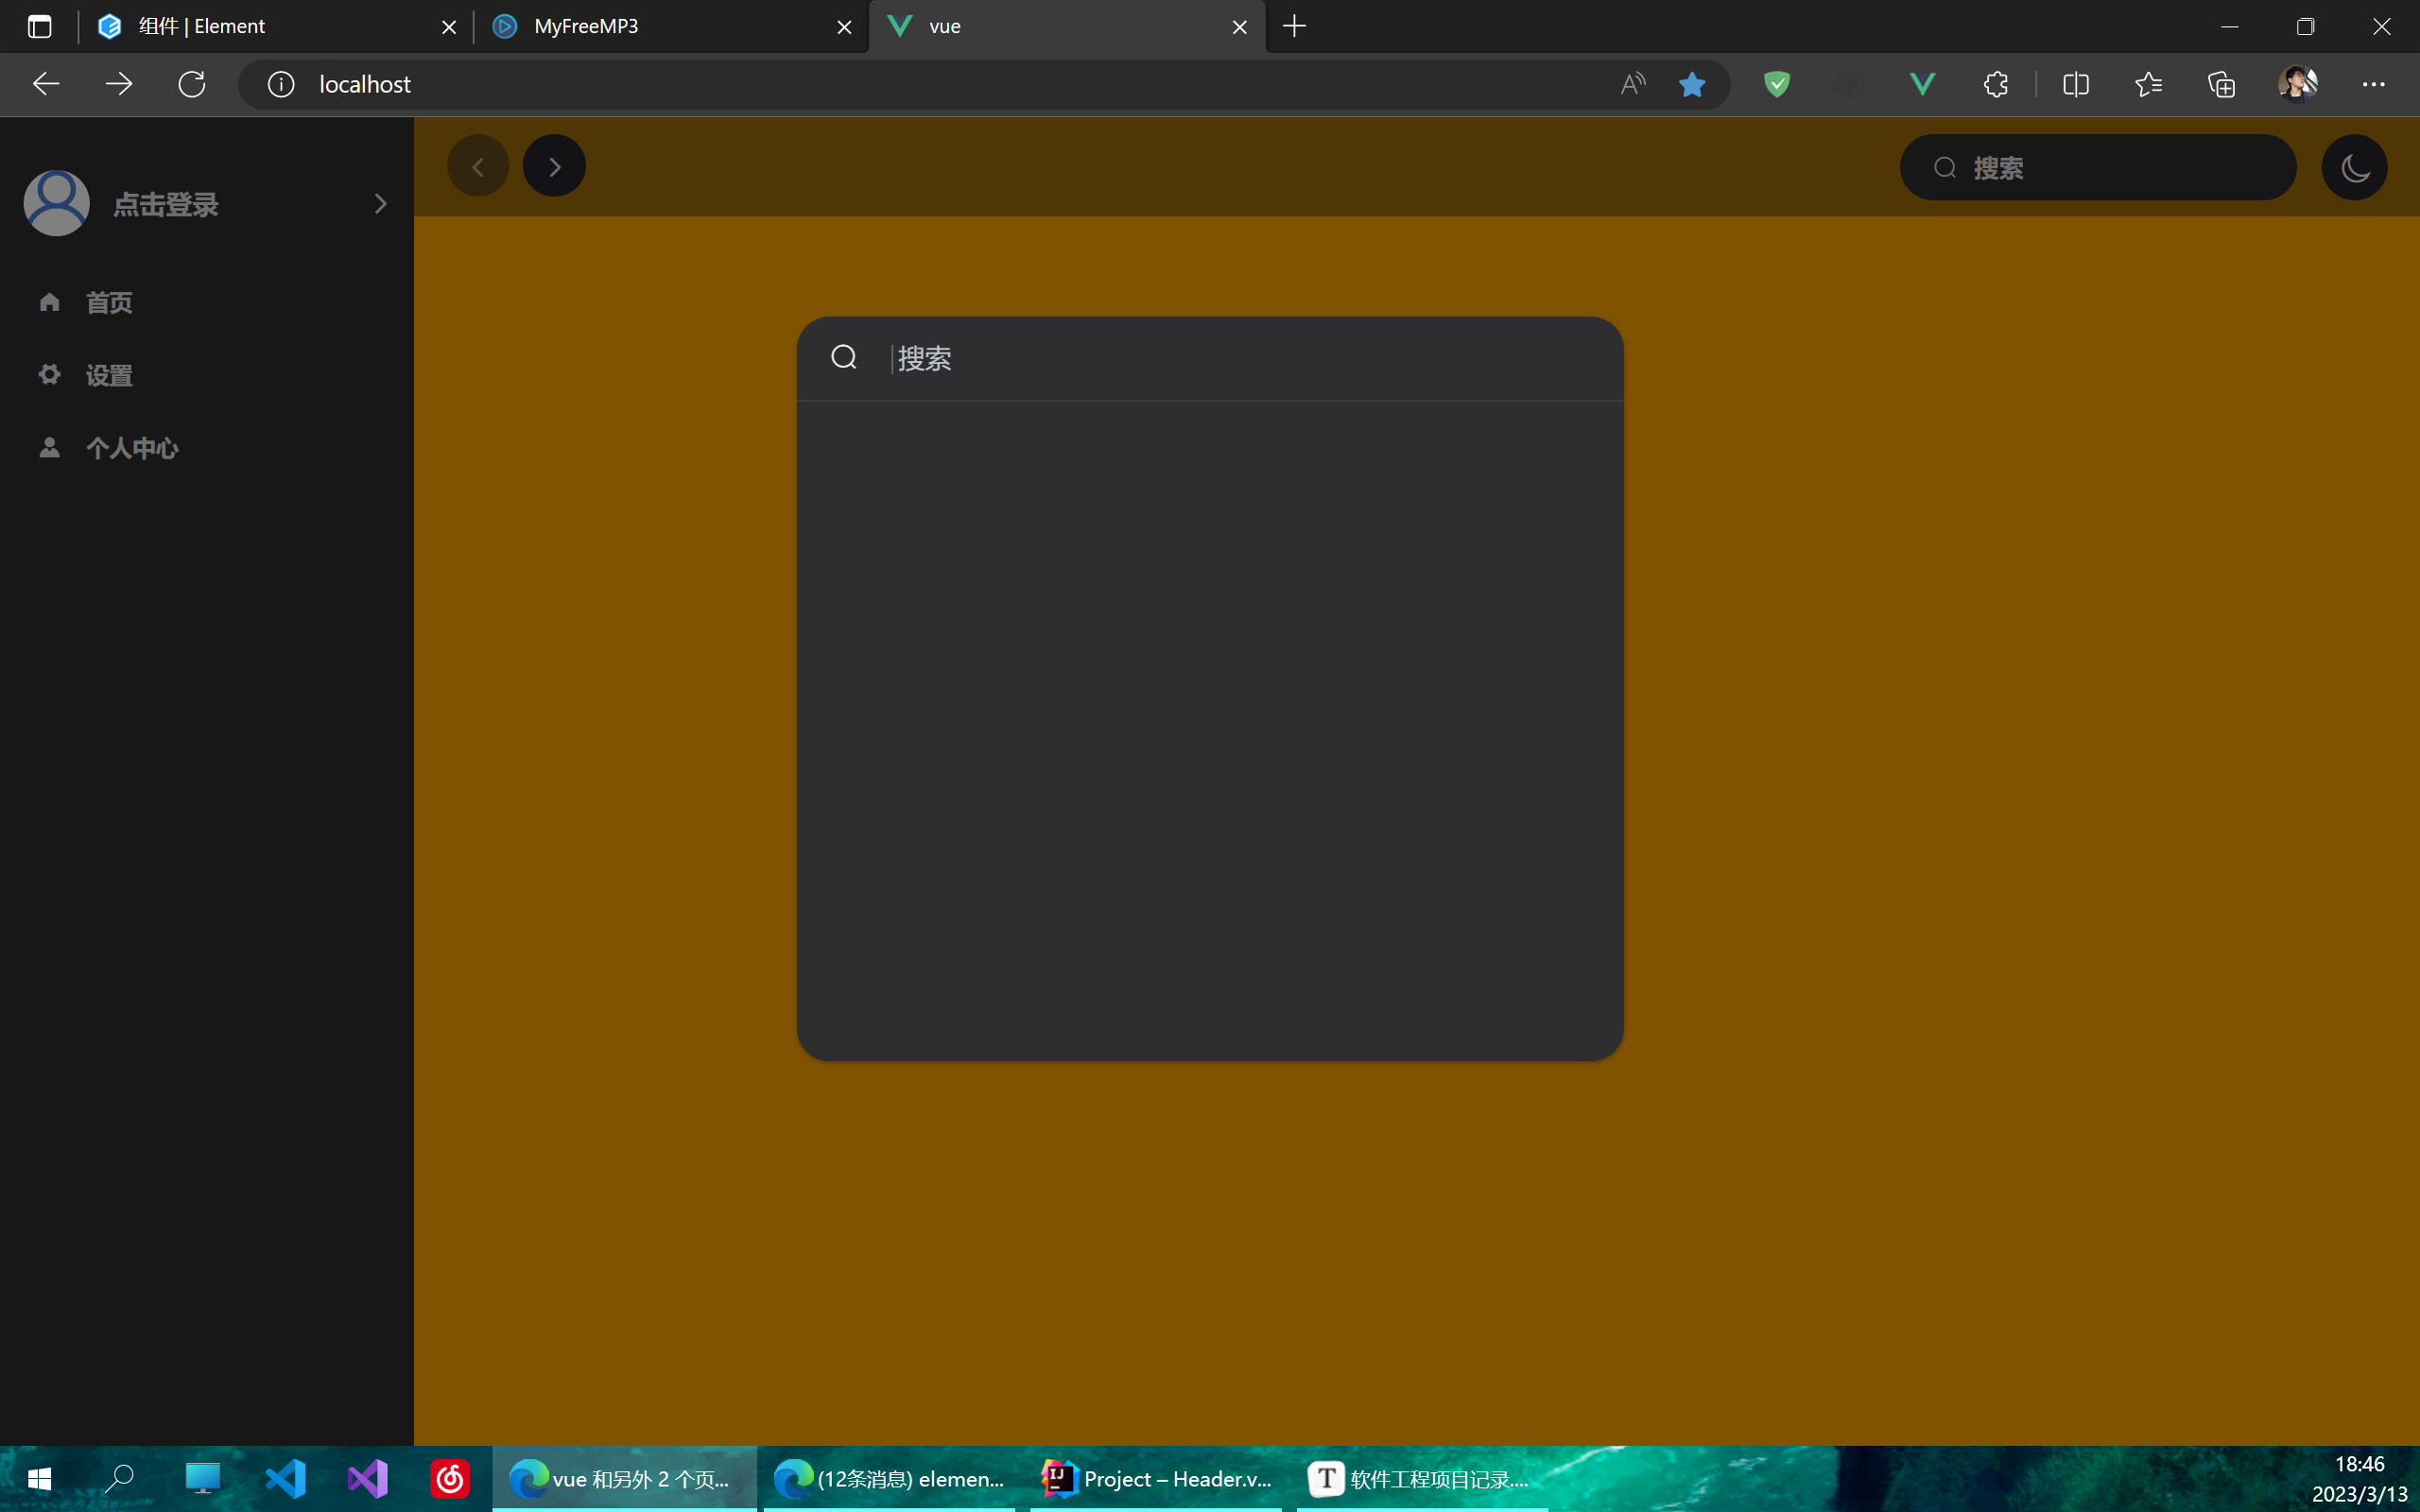 组件 | Element
MyFreeMP3
vue
localhost
搜索
点击登录
首页
搜索
设置
个人中心
vue 和另外 2 个页...
(12条消息) elemen...
Project – Header.v...
软件工程项目记录....
18:46
2023/3/13